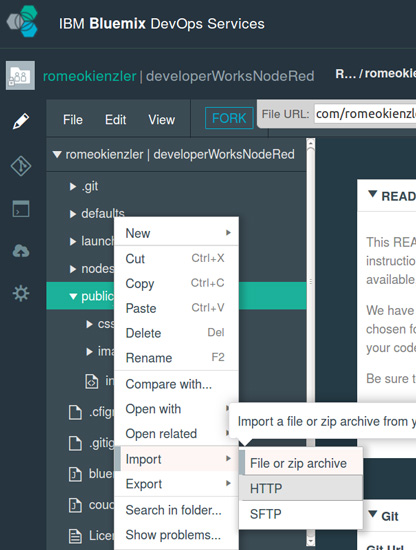 IBM Bluemix DevOps Services
romeokienzler | developerWorksNodeRed
R... / romeokie
File Edit View FORK
File URL: com/romeokienzl
romeokienzler | developerWorksNodeRed
.git
defaults
launch
nodes
public
css
ima
in
.cfign
.gitig
bluem
couc
Licen
New
Cut Ctrl+X
Copy Ctrl+C
Paste Ctrl+V
Delete Del
Rename F2
Compare with...
Open with
Open related
Import
Export
Search in folder...
Show problems...
Import a file or zip archive from y
File or zip archive
HTTP
SFTP
READ
This REA
instructio
available.
We have
chosen fo
your code
Be sure t
Git
Git Url